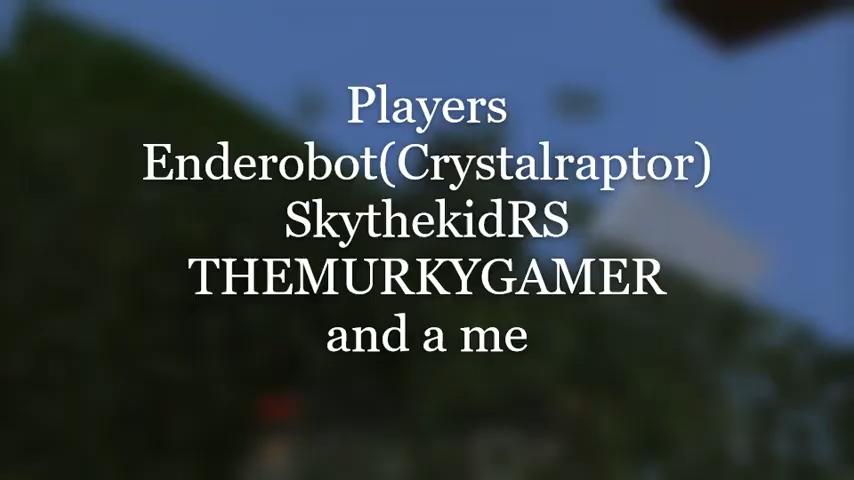 Players
Enderobot(Crystalraptor)
SkythekidRS
THEMURKYGAMER
and a me